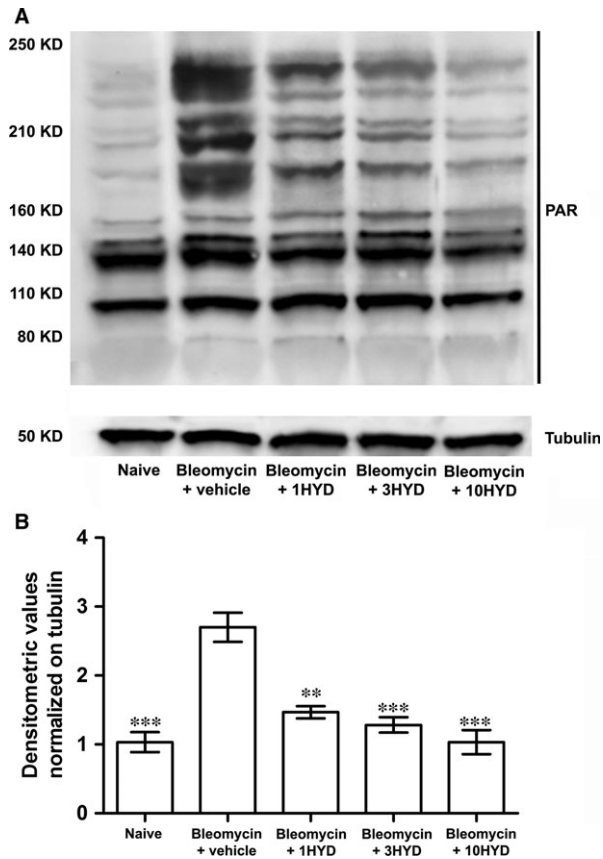 A
250 KD
210 KD
160 KD
140 KD
110 KD
80 KD
PAR
50 KD
Tubulin
Naive
Bleomycin + vehicle
Bleomycin + 1HYD
Bleomycin + 3HYD
Bleomycin + 10HYD
B
Densitometric values
normalized on tubulin
4
3
2
1
0
***
**
***
***
Naive
Bleomycin + vehicle
Bleomycin + 1HYD
Bleomycin + 3HYD
Bleomycin + 10HYD